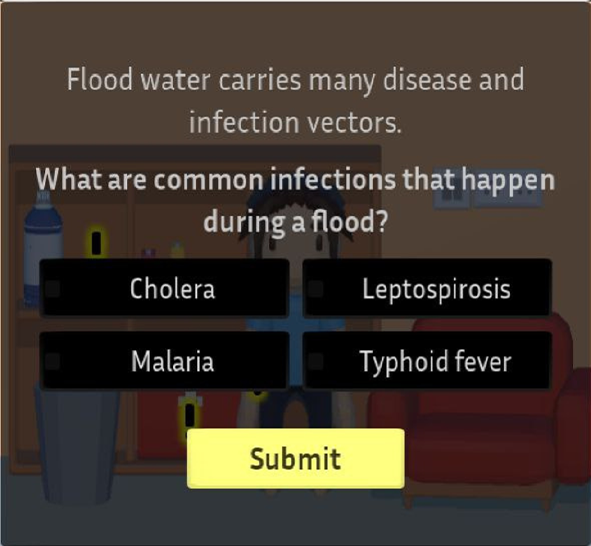 Flood water carries many disease and
infection vectors.
What are common infections that happen
during a flood?
Cholera
Leptospirosis
Malaria
Typhoid fever
Submit